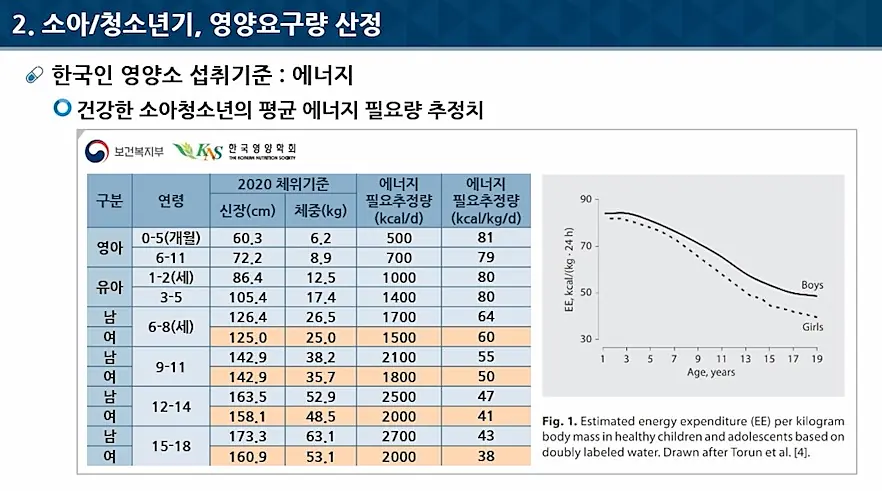 2. 소아/청소년기, 영양요구량 산정
한국인 영양소 섭취기준 : 에너지
건강한 소아청소년의 평균 에너지 필요량 추정치
보건복지부 KNS 한국영양학회
THE KOREAN NUTRITION SOCIETY
구분 연령 2020 체위기준 에너지 필요추정량 (kcal/d) 에너지 필요추정량 (kcal/kg/d)
신장(cm) 체중(kg)
영아 0-5(개월) 60.3 6.2 500 81
6-11 72.2 8.9 700 79
유아 1-2(세) 86.4 12.5 1000 80
3-5 105.4 17.4 1400 80
남 6-8(세) 126.4 26.5 1700 64
여 125.0 25.0 1500 60
남 9-11 142.9 38.2 2100 55
여 142.9 35.7 1800 50
남 12-14 163.5 52.9 2500 47
여 158.1 48.5 2000 41
남 15-18 173.3 63.1 2700 43
여 160.9 53.1 2000 38
EE, kcal/(kg · 24 h)
90
70
50
30
Boys
Girls
1 3 5 7 9 11 13 15 17 19
Age, years
Fig. 1. Estimated energy expenditure (EE) per kilogram
body mass in healthy children and adolescents based on
doubly labeled water. Drawn after Torun et al. [4].